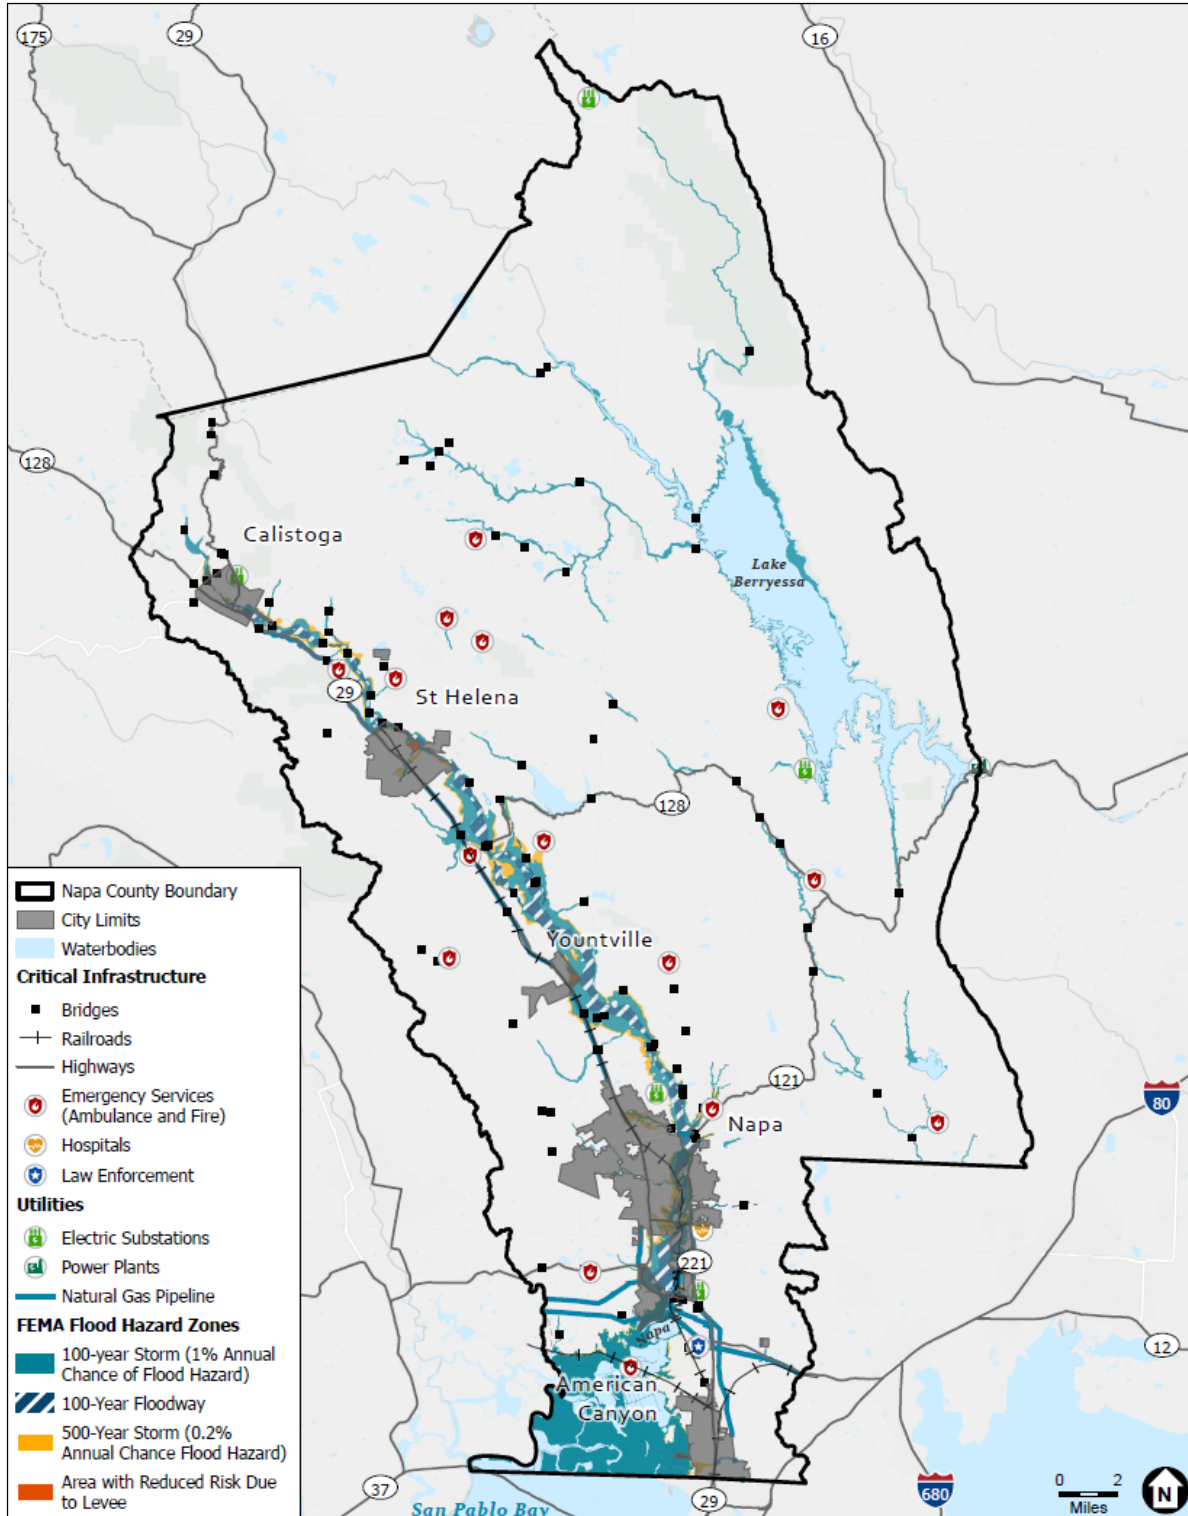 175
29
16
128
Calistoga
Lake
Berryessa
St Helena
29
128
Yountville
121
80
Napa
221
Napa
12
American
Canyon
37
San Pablo Bay
29
680
0 2
Miles
N
Napa County Boundary
City Limits
Waterbodies
Critical Infrastructure
Bridges
Railroads
Highways
Emergency Services
(Ambulance and Fire)
Hospitals
Law Enforcement
Utilities
Electric Substations
Power Plants
Natural Gas Pipeline
FEMA Flood Hazard Zones
100-year Storm (1% Annual
Chance of Flood Hazard)
100-Year Floodway
500-Year Storm (0.2%
Annual Chance Flood Hazard)
Area with Reduced Risk Due
to Levee